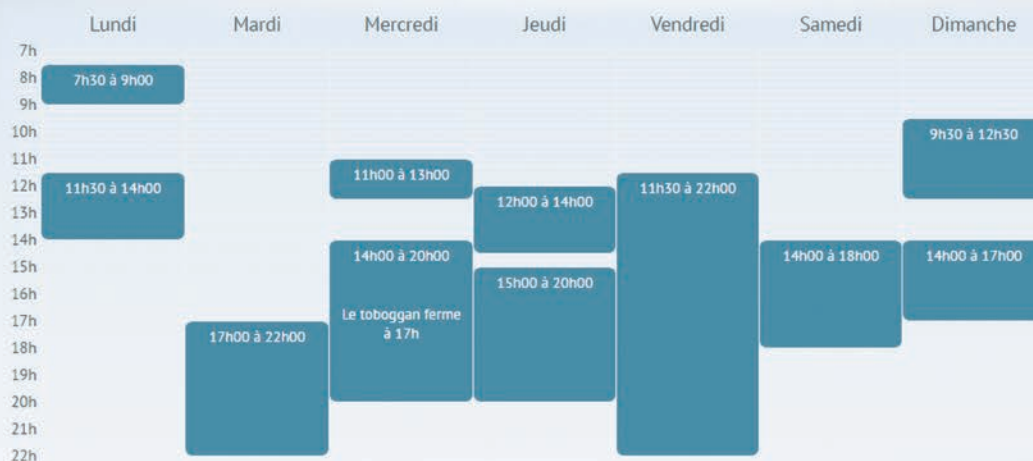 Lundi Mardi Mercredi Jeudi Vendredi Samedi Dimanche
7h
8h
9h
10h
11h
12h
13h
14h
15h
16h
17h
18h
19h
20h
21h
22h
7h30 à 9h00
11h30 à 14h00
17h00 à 22h00
11h00 à 13h00
14h00 à 20h00
Le toboggan ferme
à 17h
12h00 à 14h00
15h00 à 20h00
11h30 à 22h00
14h00 à 18h00
9h30 à 12h30
14h00 à 17h00